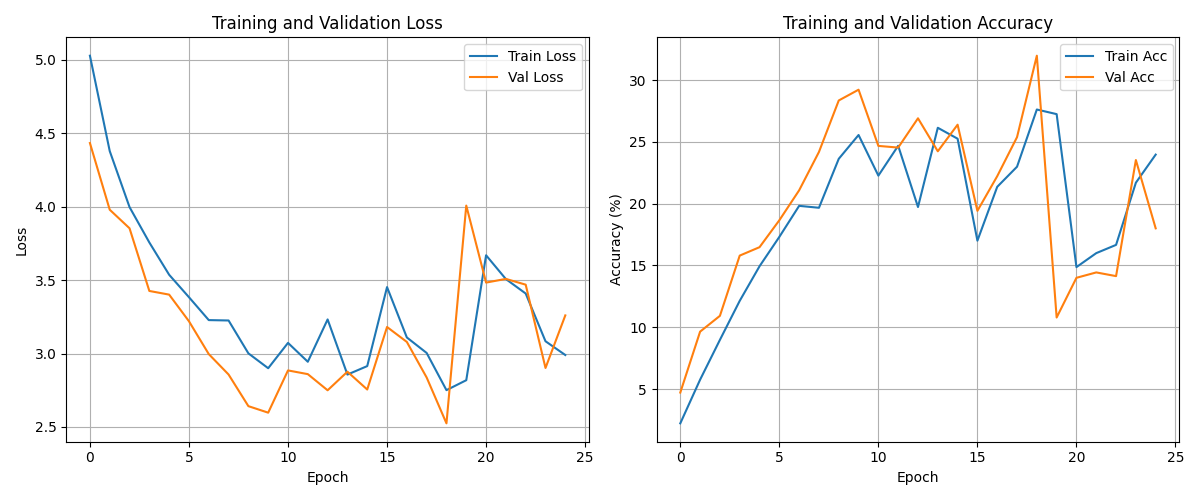 Training and Validation Loss
Train Loss
Val Loss
5.0
4.5
4.0
3.5
3.0
2.5
Loss
0 5 10 15 20 25
Epoch
Training and Validation Accuracy
Train Acc
Val Acc
30
25
20
15
10
5
Accuracy (%)
0 5 10 15 20 25
Epoch